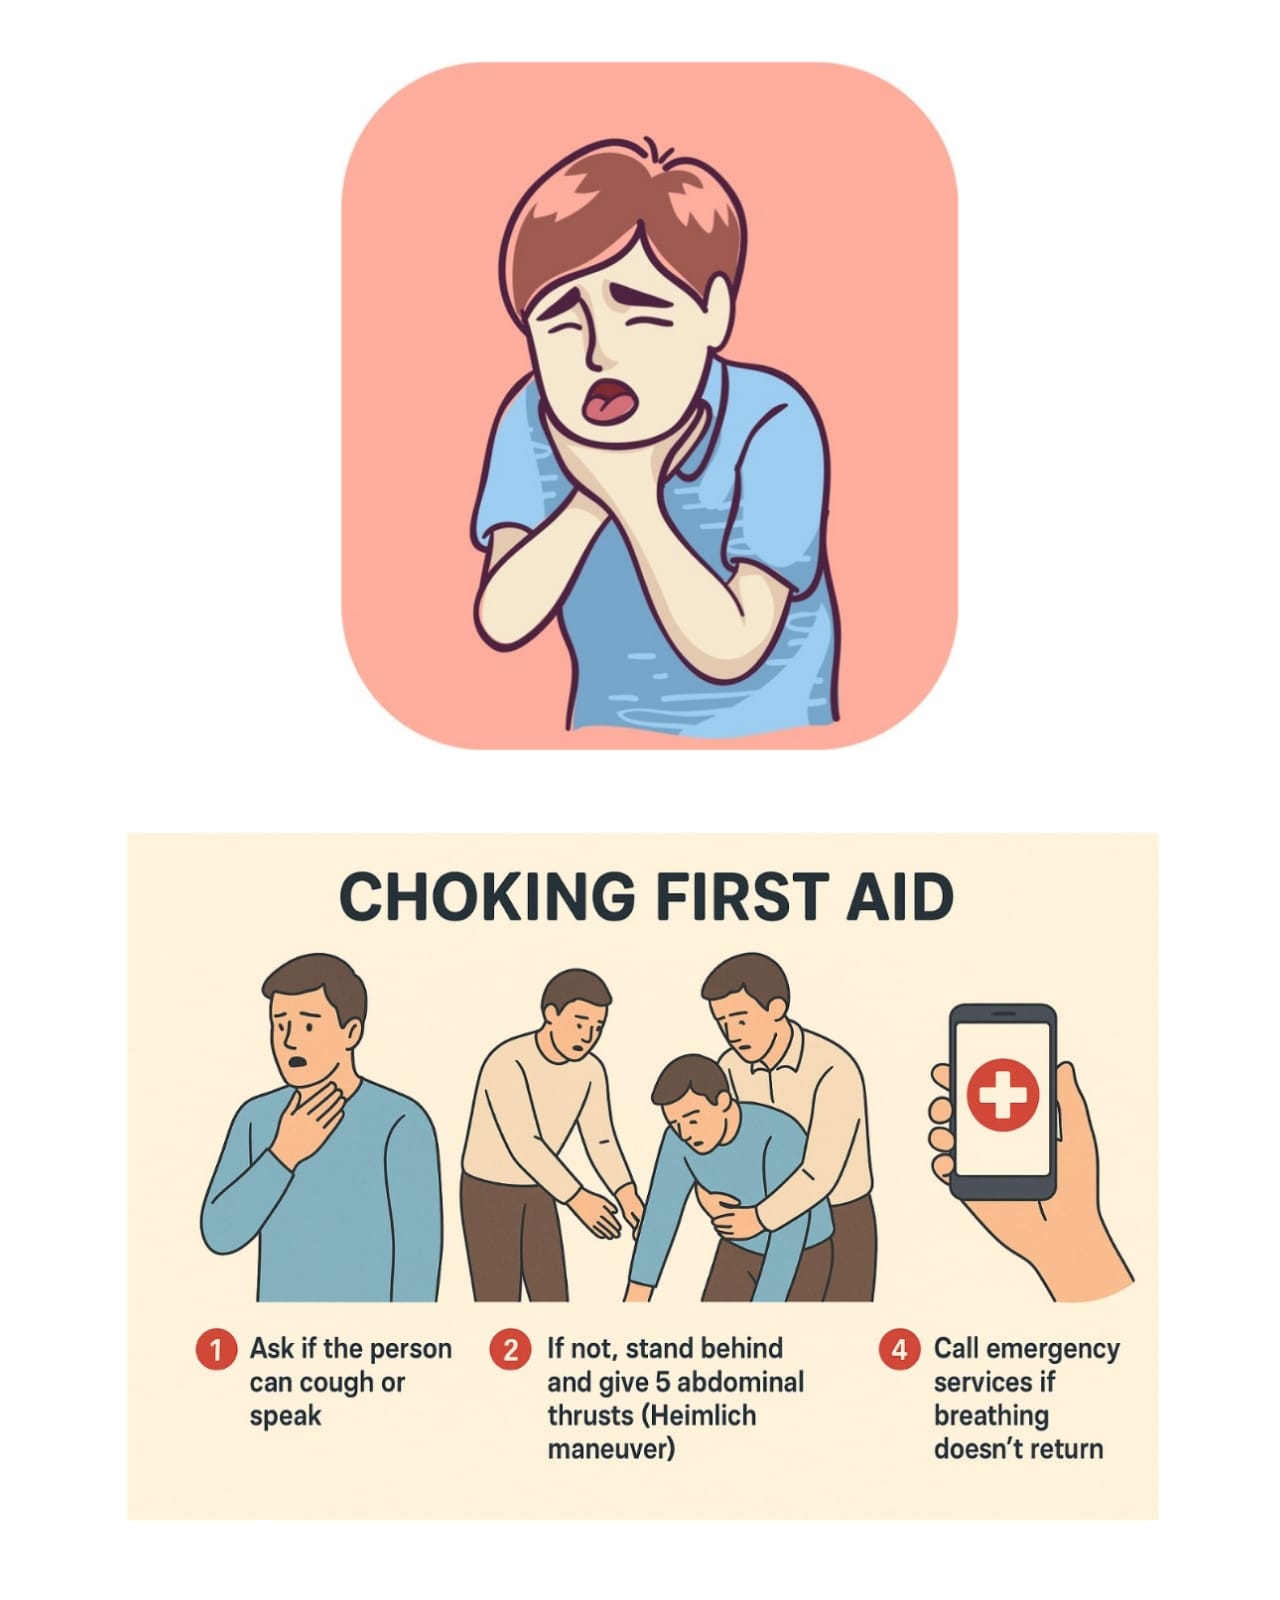 CHOKING FIRST AID
1 Ask if the person
can cough or
speak
2 If not, stand behind
and give 5 abdominal
thrusts (Heimlich
maneuver)
4 Call emergency
services if
breathing
doesn't return